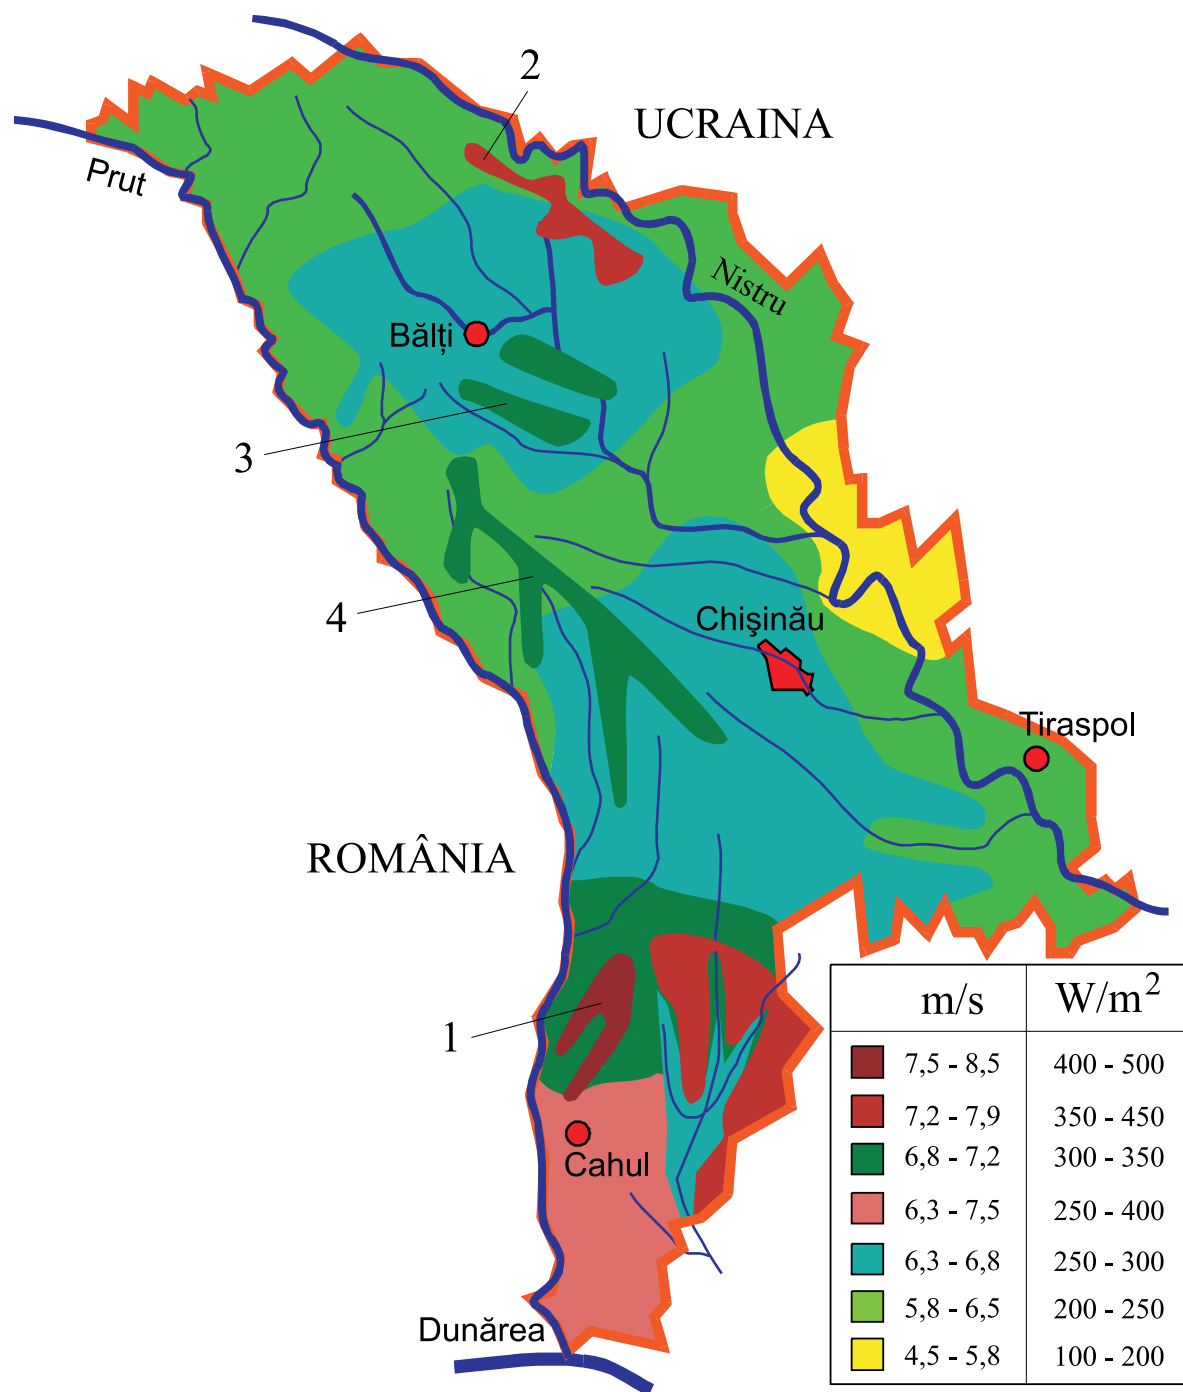 2
UCRAINA
Prut
Nistru
Bălți
3
4
Chişinău
Tiraspol
ROMÂNIA
1
Cahul
Dunărea
m/s W/m²
7,5 - 8,5 400 - 500
7,2 - 7,9 350 - 450
6,8 - 7,2 300 - 350
6,3 - 7,5 250 - 400
6,3 - 6,8 250 - 300
5,8 - 6,5 200 - 250
4,5 - 5,8 100 - 200